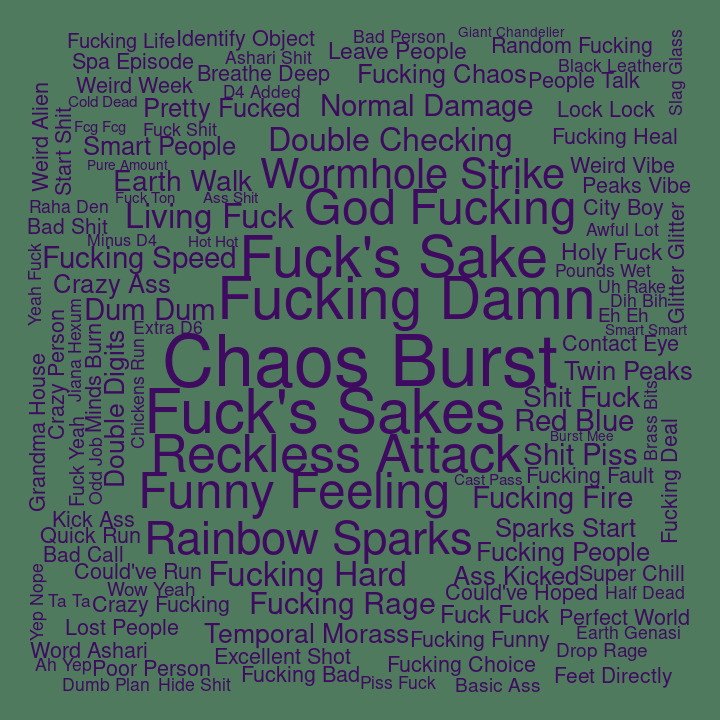 Giant Chandelier
Fucking Life
Identify Object
Bad Person
Random Fucking
Slag Glass
Spa Episode
Ashari Shit
Leave People
Black Leather
Weird Week
Breathe Deep
Fucking Chaos
People Talk
Weird Alien
Start Shit
Cold Dead
D4 Added
Pretty Fucked
Normal Damage
Lock Lock
Fcg Fcg
Fuck Shit
Smart People
Double Checking
Fucking Heal
Pure Amount
Earth Walk
Wormhole Strike
Weird Vibe
Peaks Vibe
Fuck Ton
Ass Shit
Raha Den
Living Fuck
God Fucking
City Boy
Bad Shit
Awful Lot
Glitter Glitter
Minus D4
Hot Hot
Yeah Fuck
Fucking Speed
Fuck's Sake
Holy Fuck
Pounds Wet
Crazy Ass
Uh Rake
Dih Bih
Dum Dum
Fucking Damn
Eh Eh
Extra D6
Smart Smart
Jiana Hexum
Minds Burn
Crazy Person
Double Digits
Chickens Run
Contact Eye
Chaos Burst
Twin Peaks
Grandma House
Shit Fuck
Brass Bits
Fuck's Sakes
Red Blue
Fuck Yeah
Odd Job
Burst Mee
Reckless Attack
Shit Piss
Fucking Deal
Cast Pass
Fucking Fault
Funny Feeling
Fucking Fire
Kick Ass
Quick Run
Rainbow Sparks
Sparks Start
Bad Call
Fucking People
Could've Run
Fucking Hard
Ass Kicked
Super Chill
Yep Nope
Wow Yeah
Could've Hoped
Half Dead
Ta Ta
Crazy Fucking
Fucking Rage
Fuck Fuck
Perfect World
Lost People
Temporal Morass
Fucking Funny
Earth Genasi
Word Ashari
Excellent Shot
Drop Rage
Ah Yep
Poor Person
Fucking Bad
Fucking Choice
Feet Directly
Dumb Plan
Hide Shit
Piss Fuck
Basic Ass